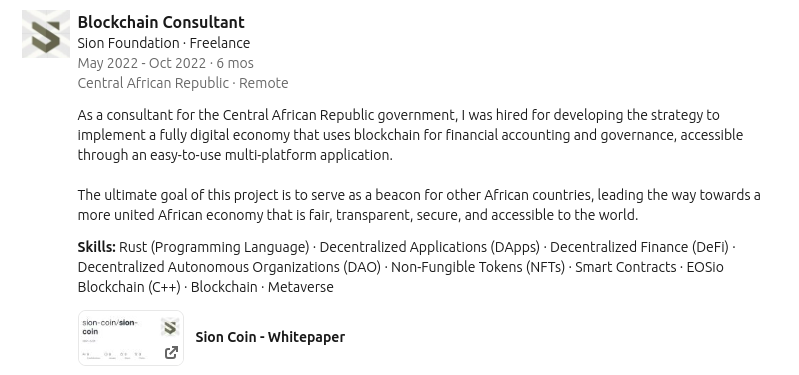 Blockchain Consultant
Sion Foundation · Freelance
May 2022 - Oct 2022 · 6 mos
Central African Republic · Remote
As a consultant for the Central African Republic government, I was hired for developing the strategy to
implement a fully digital economy that uses blockchain for financial accounting and governance, accessible
through an easy-to-use multi-platform application.
The ultimate goal of this project is to serve as a beacon for other African countries, leading the way towards a
more united African economy that is fair, transparent, secure, and accessible to the world.
Skills: Rust (Programming Language) · Decentralized Applications (DApps) · Decentralized Finance (DeFi) ·
Decentralized Autonomous Organizations (DAO) · Non-Fungible Tokens (NFTs) · Smart Contracts · EOSio
Blockchain (C++) · Blockchain · Metaverse
sion-coin/sion-
coin
Sion Coin - Whitepaper